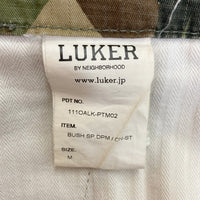 LUKER
BY NEIGHBORHOOD
www.luker.jp
PDT NO.
111OALK-PTM02
ITEM.
BUSH SP DPM / CN-ST
SIZE.
M